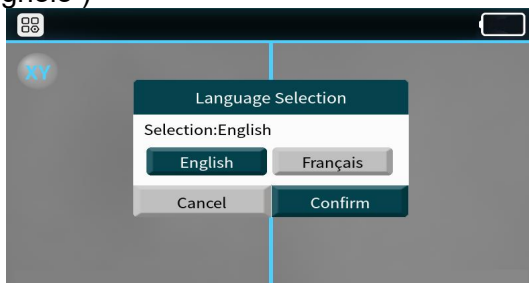 XY
Language Selection
Selection:English
English Français
Cancel Confirm